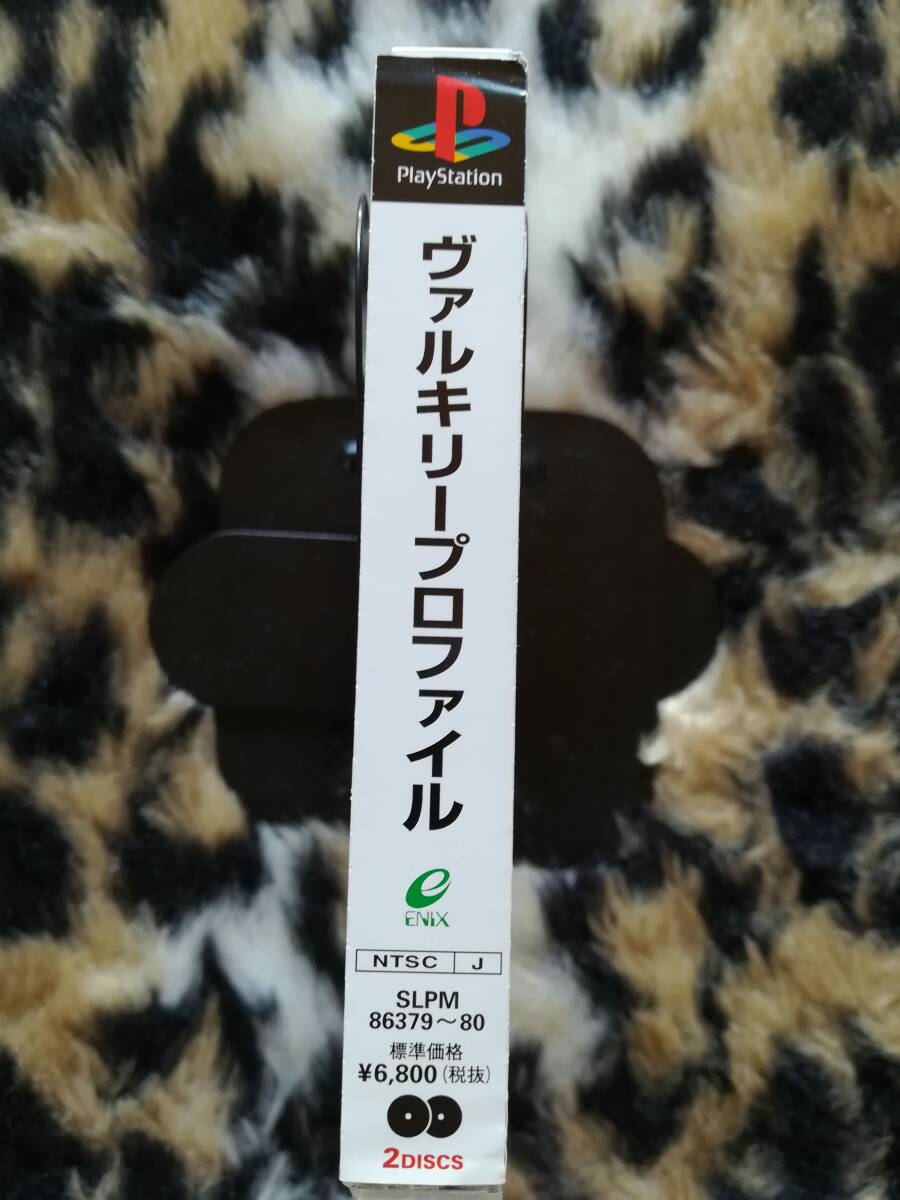 PlayStation
ヴァルキリープロファイル
ENIX
NTSC J
SLPM
86379～80
標準価格
¥6,800(税抜)
2DISCS